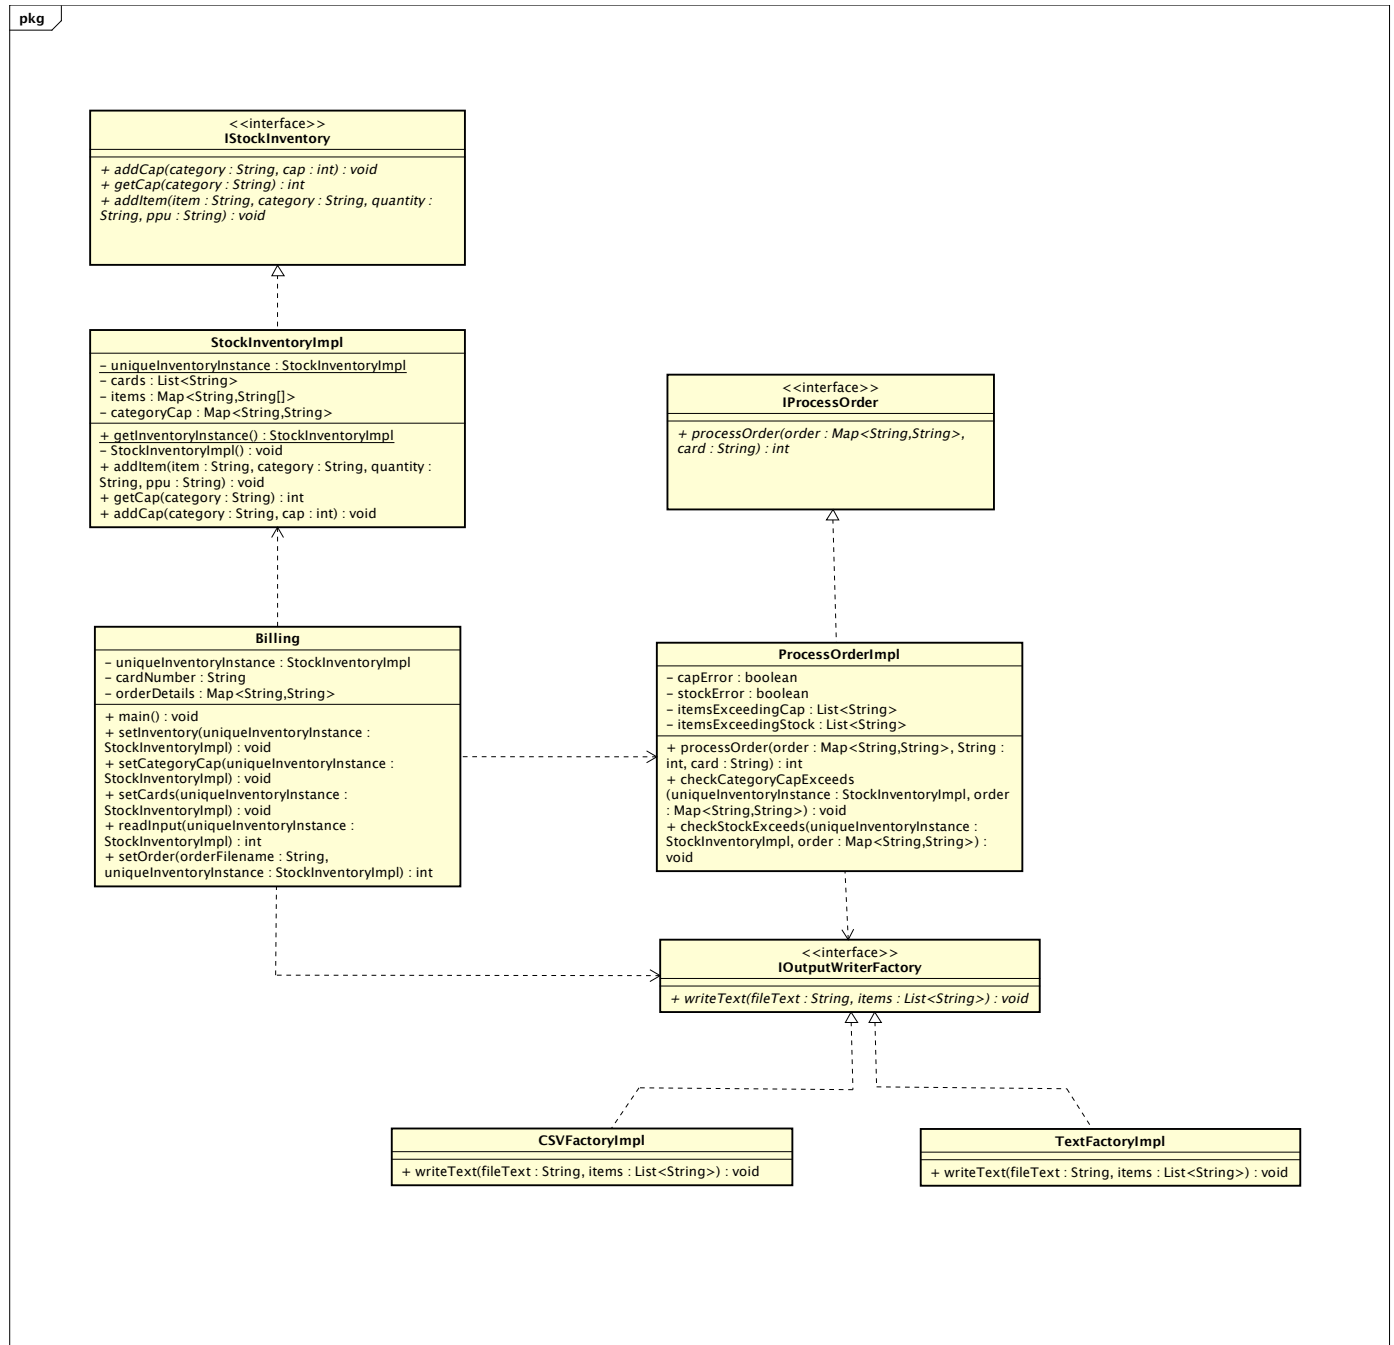 pkg
<<interface>>
IStockInventory
+ addCap(category : String, cap : int) : void
+ getCap(category : String) : int
+ addItem(item : String, category : String, quantity :
String, ppu : String) : void
StockInventoryImpl
– uniqueInventoryInstance : StockInventoryImpl
– cards : List<String>
– items : Map<String,String[]>
– categoryCap : Map<String,String>
+ getInventoryInstance() : StockInventoryImpl
– StockInventoryImpl() : void
+ addItem(item : String, category : String, quantity :
String, ppu : String) : void
+ getCap(category : String) : int
+ addCap(category : String, cap : int) : void
<<interface>>
IProcessOrder
+ processOrder(order : Map<String,String>,
card : String) : int
Billing
– uniqueInventoryInstance : StockInventoryImpl
– cardNumber : String
– orderDetails : Map<String,String>
+ main() : void
+ setInventory(uniqueInventoryInstance :
StockInventoryImpl) : void
+ setCategoryCap(uniqueInventoryInstance :
StockInventoryImpl) : void
+ setCards(uniqueInventoryInstance :
StockInventoryImpl) : void
+ readInput(uniqueInventoryInstance :
StockInventoryImpl) : int
+ setOrder(orderFilename : String,
uniqueInventoryInstance : StockInventoryImpl) : int
ProcessOrderImpl
– capError : boolean
– stockError : boolean
– itemsExceedingCap : List<String>
– itemsExceedingStock : List<String>
+ processOrder(order : Map<String,String>, String :
int, card : String) : int
+ checkCategoryCapExceeds
(uniqueInventoryInstance : StockInventoryImpl, order
: Map<String,String>) : void
+ checkStockExceeds(uniqueInventoryInstance :
StockInventoryImpl, order : Map<String,String>) :
void
<<interface>>
IOutputWriterFactory
+ writeText(fileText : String, items : List<String>) : void
CSVFactoryImpl
+ writeText(fileText : String, items : List<String>) : void
TextFactoryImpl
+ writeText(fileText : String, items : List<String>) : void